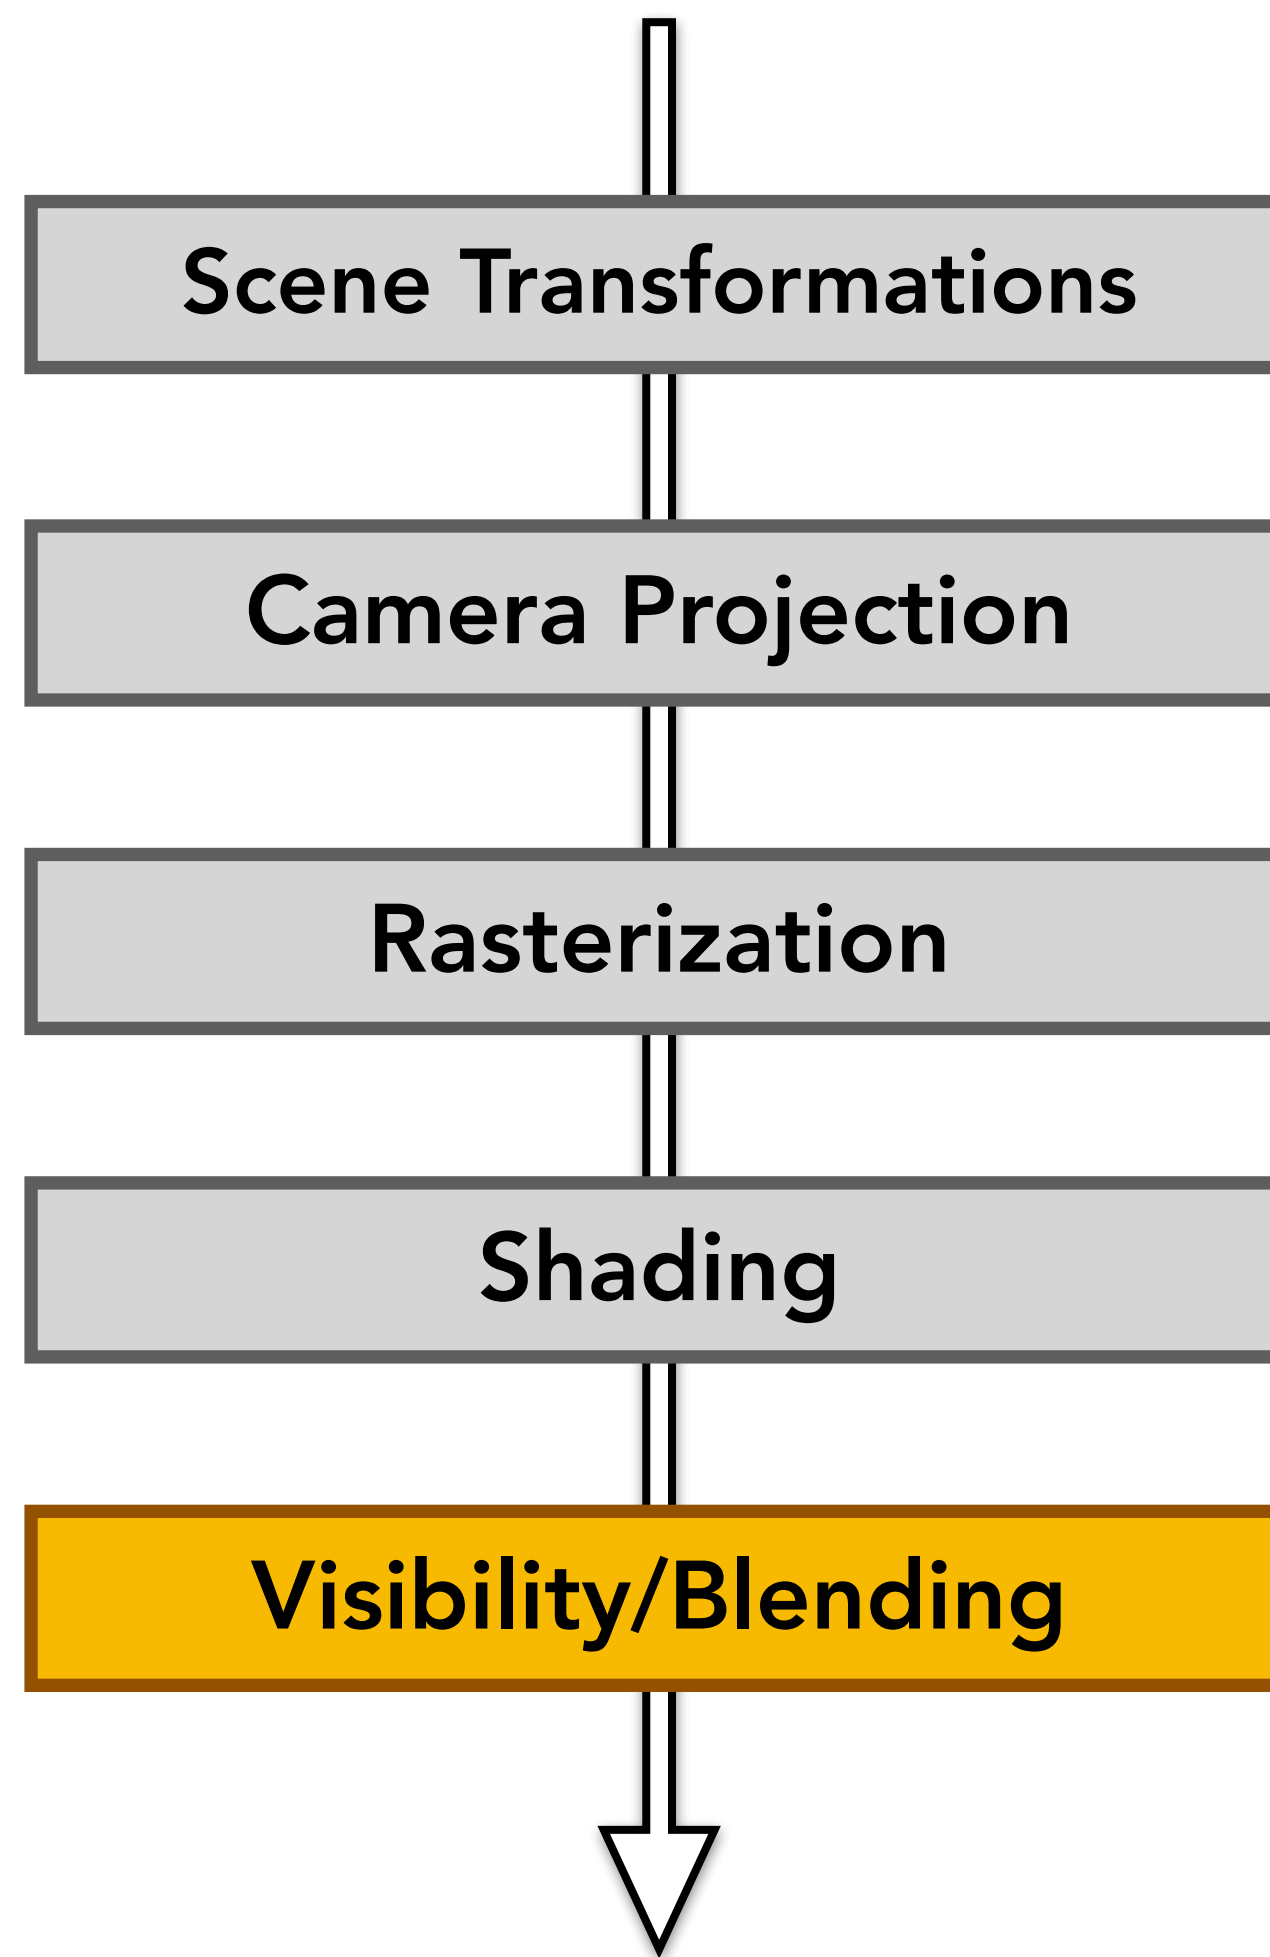 Scene Transformations
Camera Projection
Rasterization
Shading
Visibility/Blending